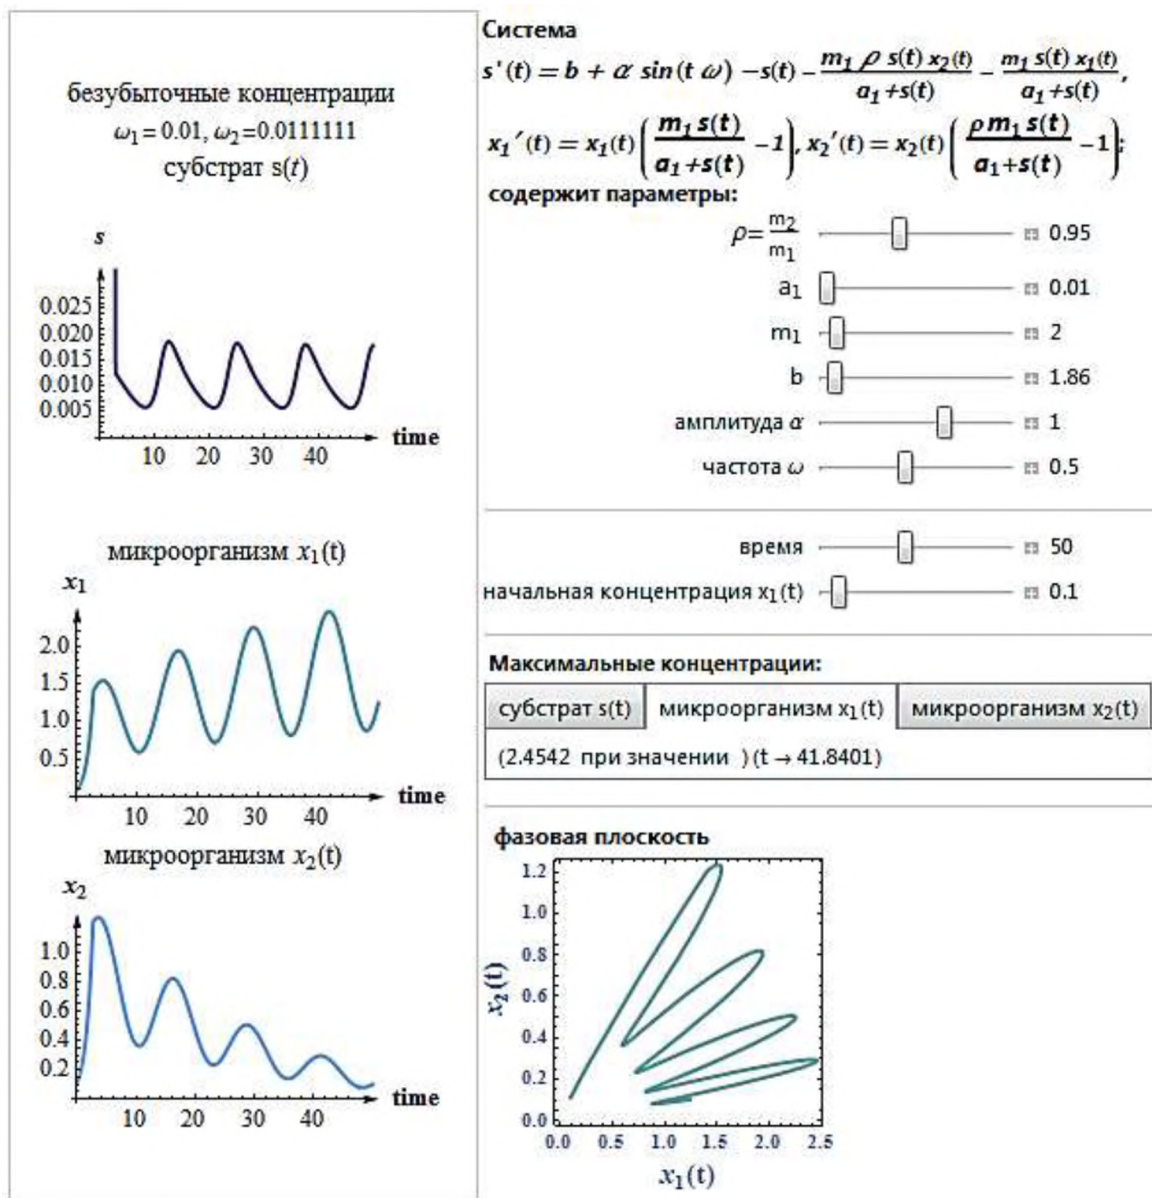 безубыточные концентрации
ω₁ = 0.01, ω₂=0.0111111
субстрат s(t)
s
0.025
0.020
0.015
0.010
0.005
10 20 30 40
time
микроорганизм x₁(t)
x₁
2.0
1.5
1.0
0.5
10 20 30 40
time
микроорганизм x₂(t)
x₂
1.0
0.8
0.6
0.4
0.2
10 20 30 40
time
Система
s'(t) = b + α sin(t ω) −s(t) − (m₁ ρ s(t) x₂(t))/(a₁+s(t)) − (m₁ s(t) x₁(t))/(a₁+s(t)),
x₁'(t) = x₁(t) ((m₁ s(t))/(a₁+s(t)) −1), x₂'(t) = x₂(t) ((ρ m₁ s(t))/(a₁+s(t)) −1);
содержит параметры:
ρ= m₂/m₁ 0.95
a₁ 0.01
m₁ 2
b 1.86
амплитуда α 1
частота ω 0.5
время 50
начальная концентрация x₁(t) 0.1
Максимальные концентрации:
субстрат s(t) микроорганизм x₁(t) микроорганизм x₂(t)
(2.4542 при значении ) (t → 41.8401)
фазовая плоскость
x₂(t)
1.2
1.0
0.8
0.6
0.4
0.2
0.0
0.0 0.5 1.0 1.5 2.0 2.5
x₁(t)